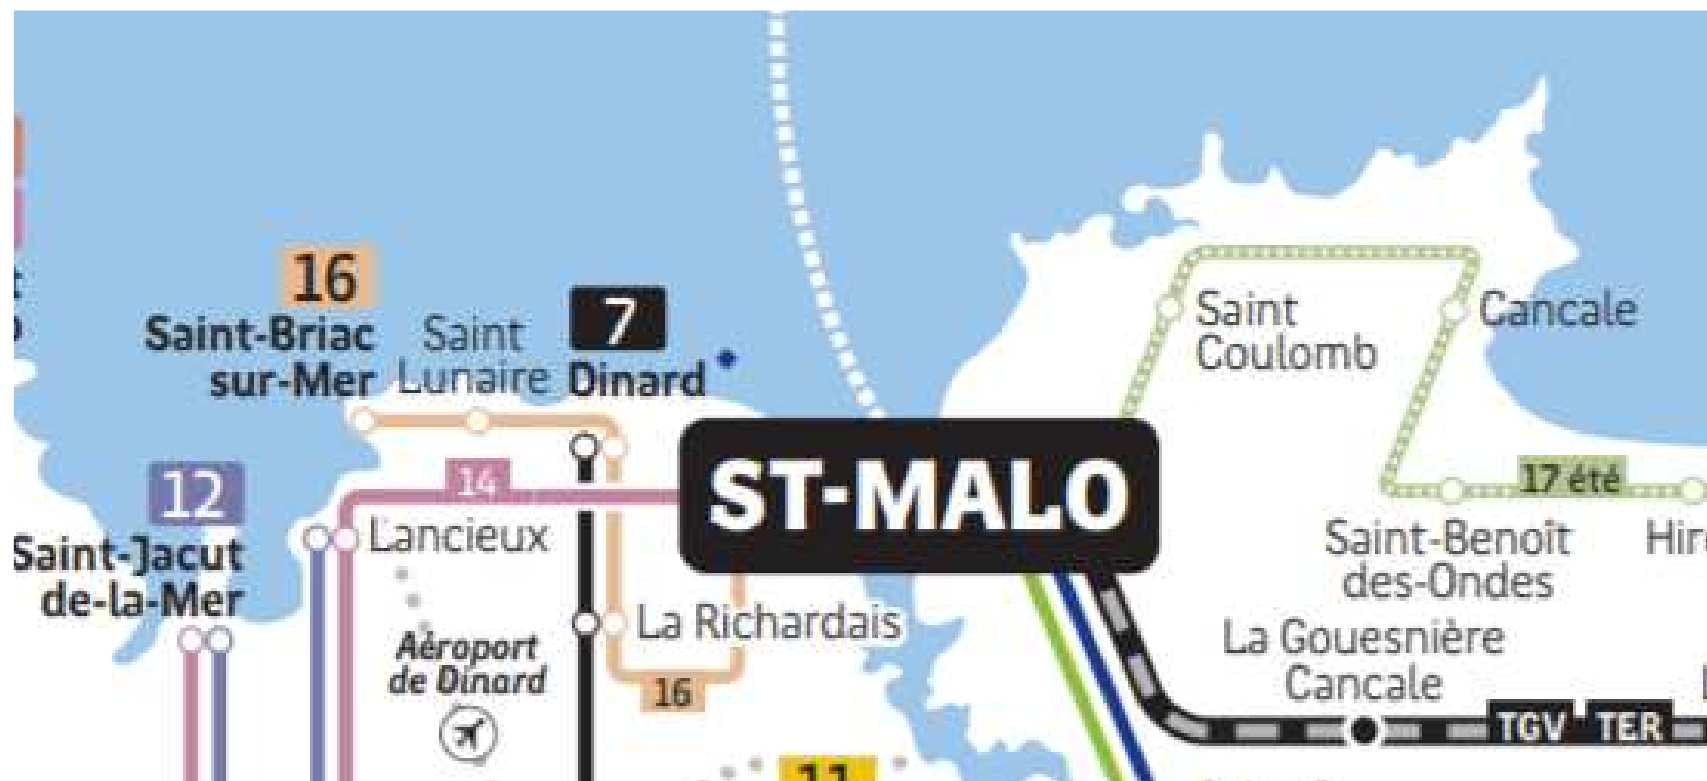 16
Saint-Briac
sur-Mer
Saint
Lunaire
7
Dinard
Saint
Coulomb
Cancale
12
14
ST-MALO
17 été
Saint-Jacut
de-la-Mer
Lancieux
Saint-Benoît
des-Ondes
La Richardais
La Gouesnière
Cancale
Aéroport
de Dinard
16
TGV TER
11